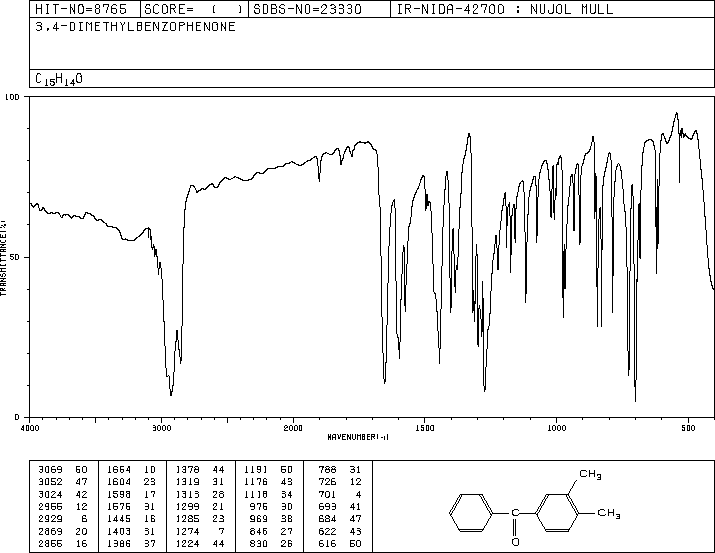 HIT-NO=8765 SCORE= ( ) SDBS-NO=23330 IR-NIDA-42700 : NUJOL MULL
3,4-DIMETHYLBENZOPHENONE
C15H14O
100
50
0
TRANSMITTANCE(%)
4000 3000 2000 1500 1000 500
WAVENUMBER(-1)
3069 60 1654 10 1378 44 1191 50 788 31
3052 47 1604 23 1319 31 1176 43 726 12
3024 42 1598 17 1313 28 1118 34 701 4
2955 12 1576 31 1299 21 976 30 693 41
2929 6 1445 16 1285 23 969 38 684 47
2869 20 1403 31 1274 7 846 27 622 43
2855 16 1386 37 1224 44 830 26 616 50
CH3
CH3
O